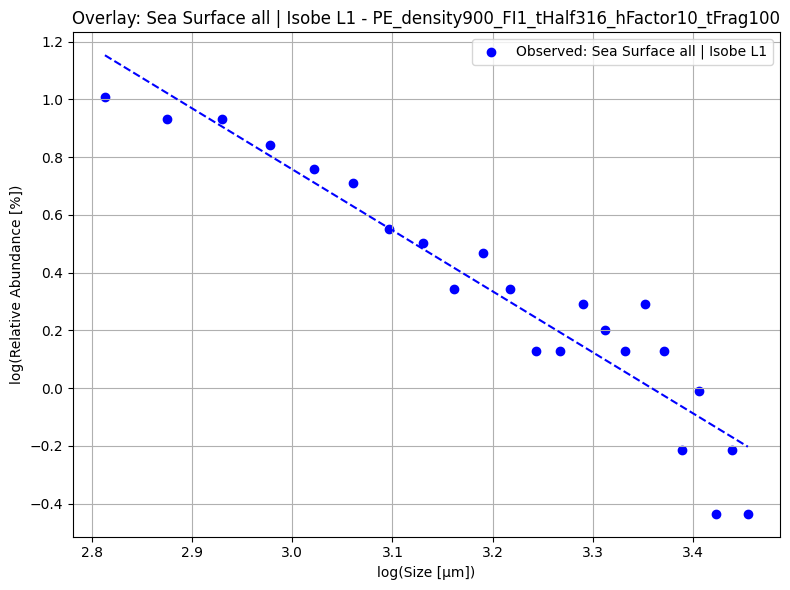 Overlay: Sea Surface all | Isobe L1 - PE_density900_FI1_tHalf316_hFactor10_tFrag100
Observed: Sea Surface all | Isobe L1
log(Relative Abundance [%])
1.2
1.0
0.8
0.6
0.4
0.2
0.0
−0.2
−0.4
2.8 2.9 3.0 3.1 3.2 3.3 3.4
log(Size [µm])